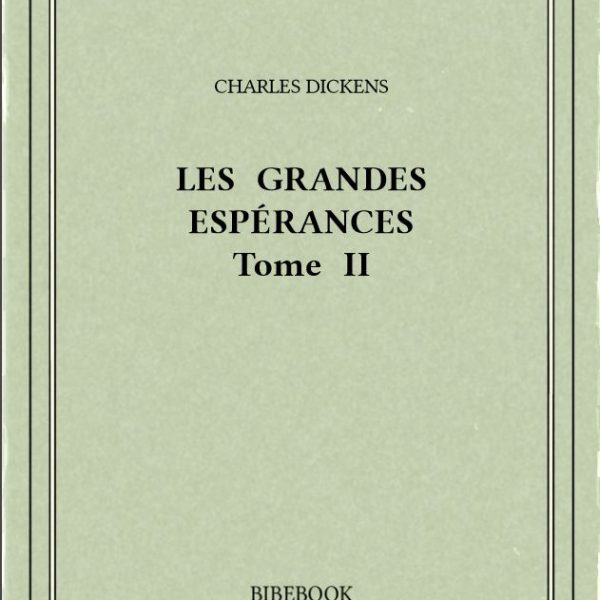 CHARLES DICKENS
LES GRANDES
ESPÉRANCES
Tome II
BIBEBOOK